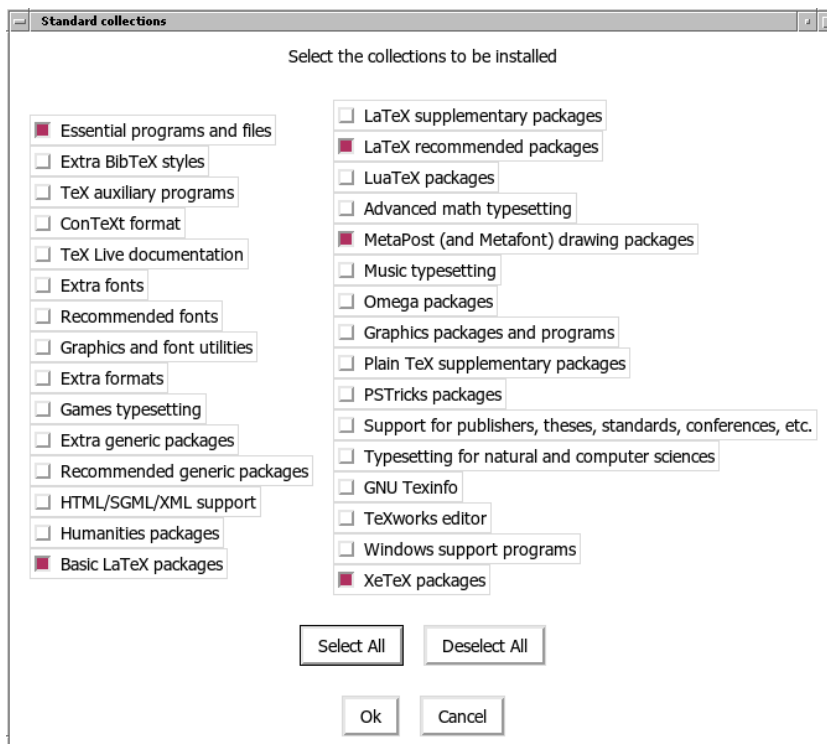 Standard collections
Select the collections to be installed
Essential programs and files
Extra BibTeX styles
TeX auxiliary programs
ConTeXt format
TeX Live documentation
Extra fonts
Recommended fonts
Graphics and font utilities
Extra formats
Games typesetting
Extra generic packages
Recommended generic packages
HTML/SGML/XML support
Humanities packages
Basic LaTeX packages
LaTeX supplementary packages
LaTeX recommended packages
LuaTeX packages
Advanced math typesetting
MetaPost (and Metafont) drawing packages
Music typesetting
Omega packages
Graphics packages and programs
Plain TeX supplementary packages
PSTricks packages
Support for publishers, theses, standards, conferences, etc.
Typesetting for natural and computer sciences
GNU Texinfo
TeXworks editor
Windows support programs
XeTeX packages
Select All Deselect All
Ok Cancel